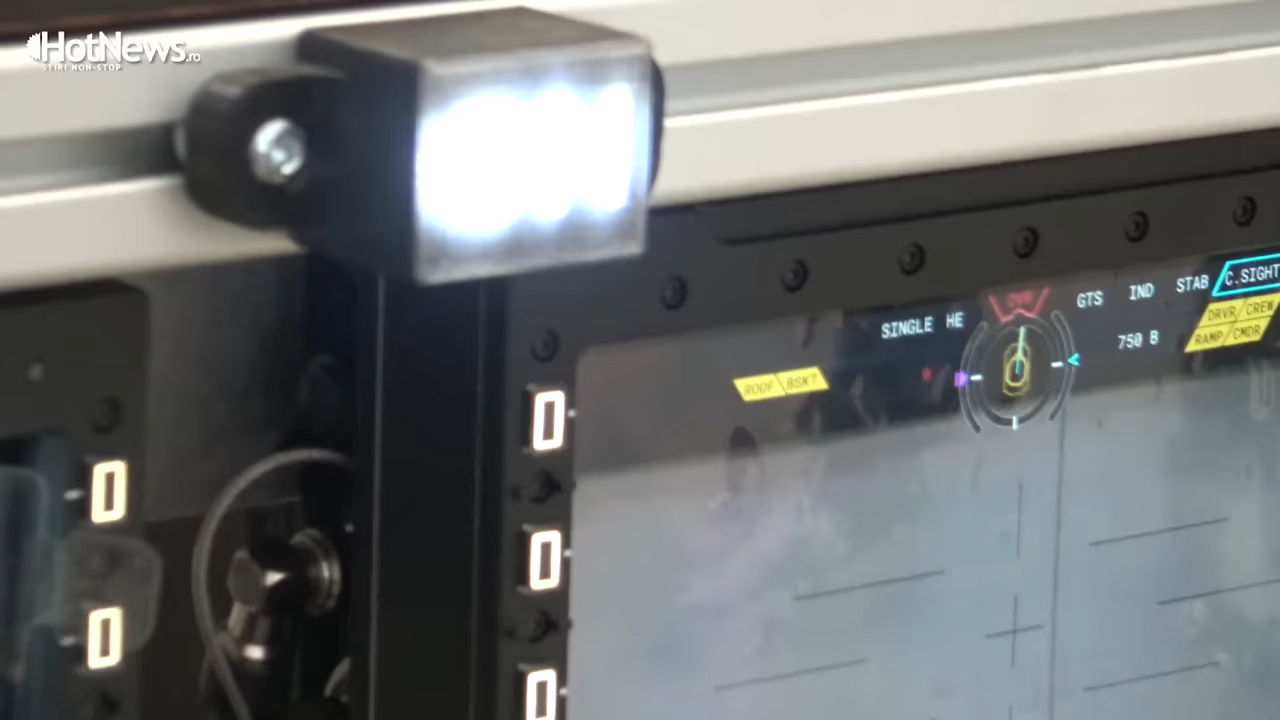 HotNews.ro
STIRI NON-STOP
SINGLE HE
GTS IND STAB C.SIGHT
750 B
DRVR/CREW
RAMP/CMDR
ROOF\BSKT
0
0
0
0
0